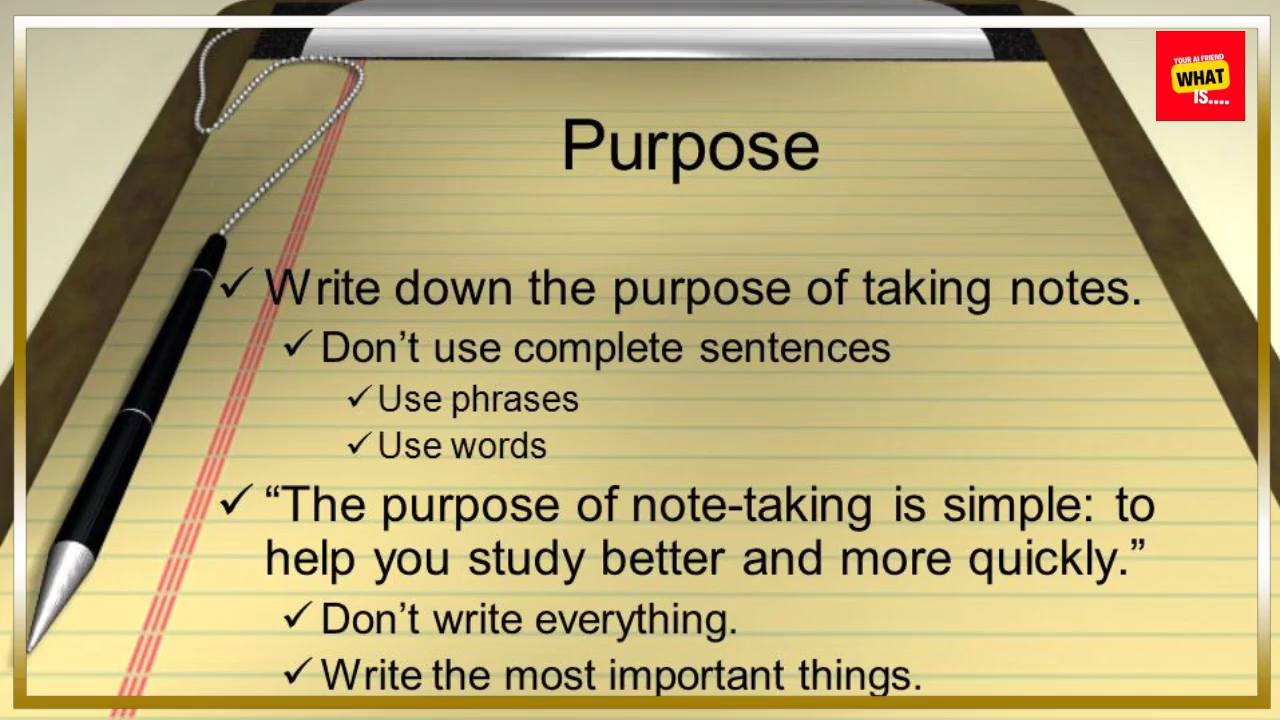 YOUR AI FRIEND
WHAT
IS....
Purpose
✓ Write down the purpose of taking notes.
✓ Don’t use complete sentences
✓ Use phrases
✓ Use words
✓ “The purpose of note-taking is simple: to
help you study better and more quickly.”
✓ Don’t write everything.
✓ Write the most important things.